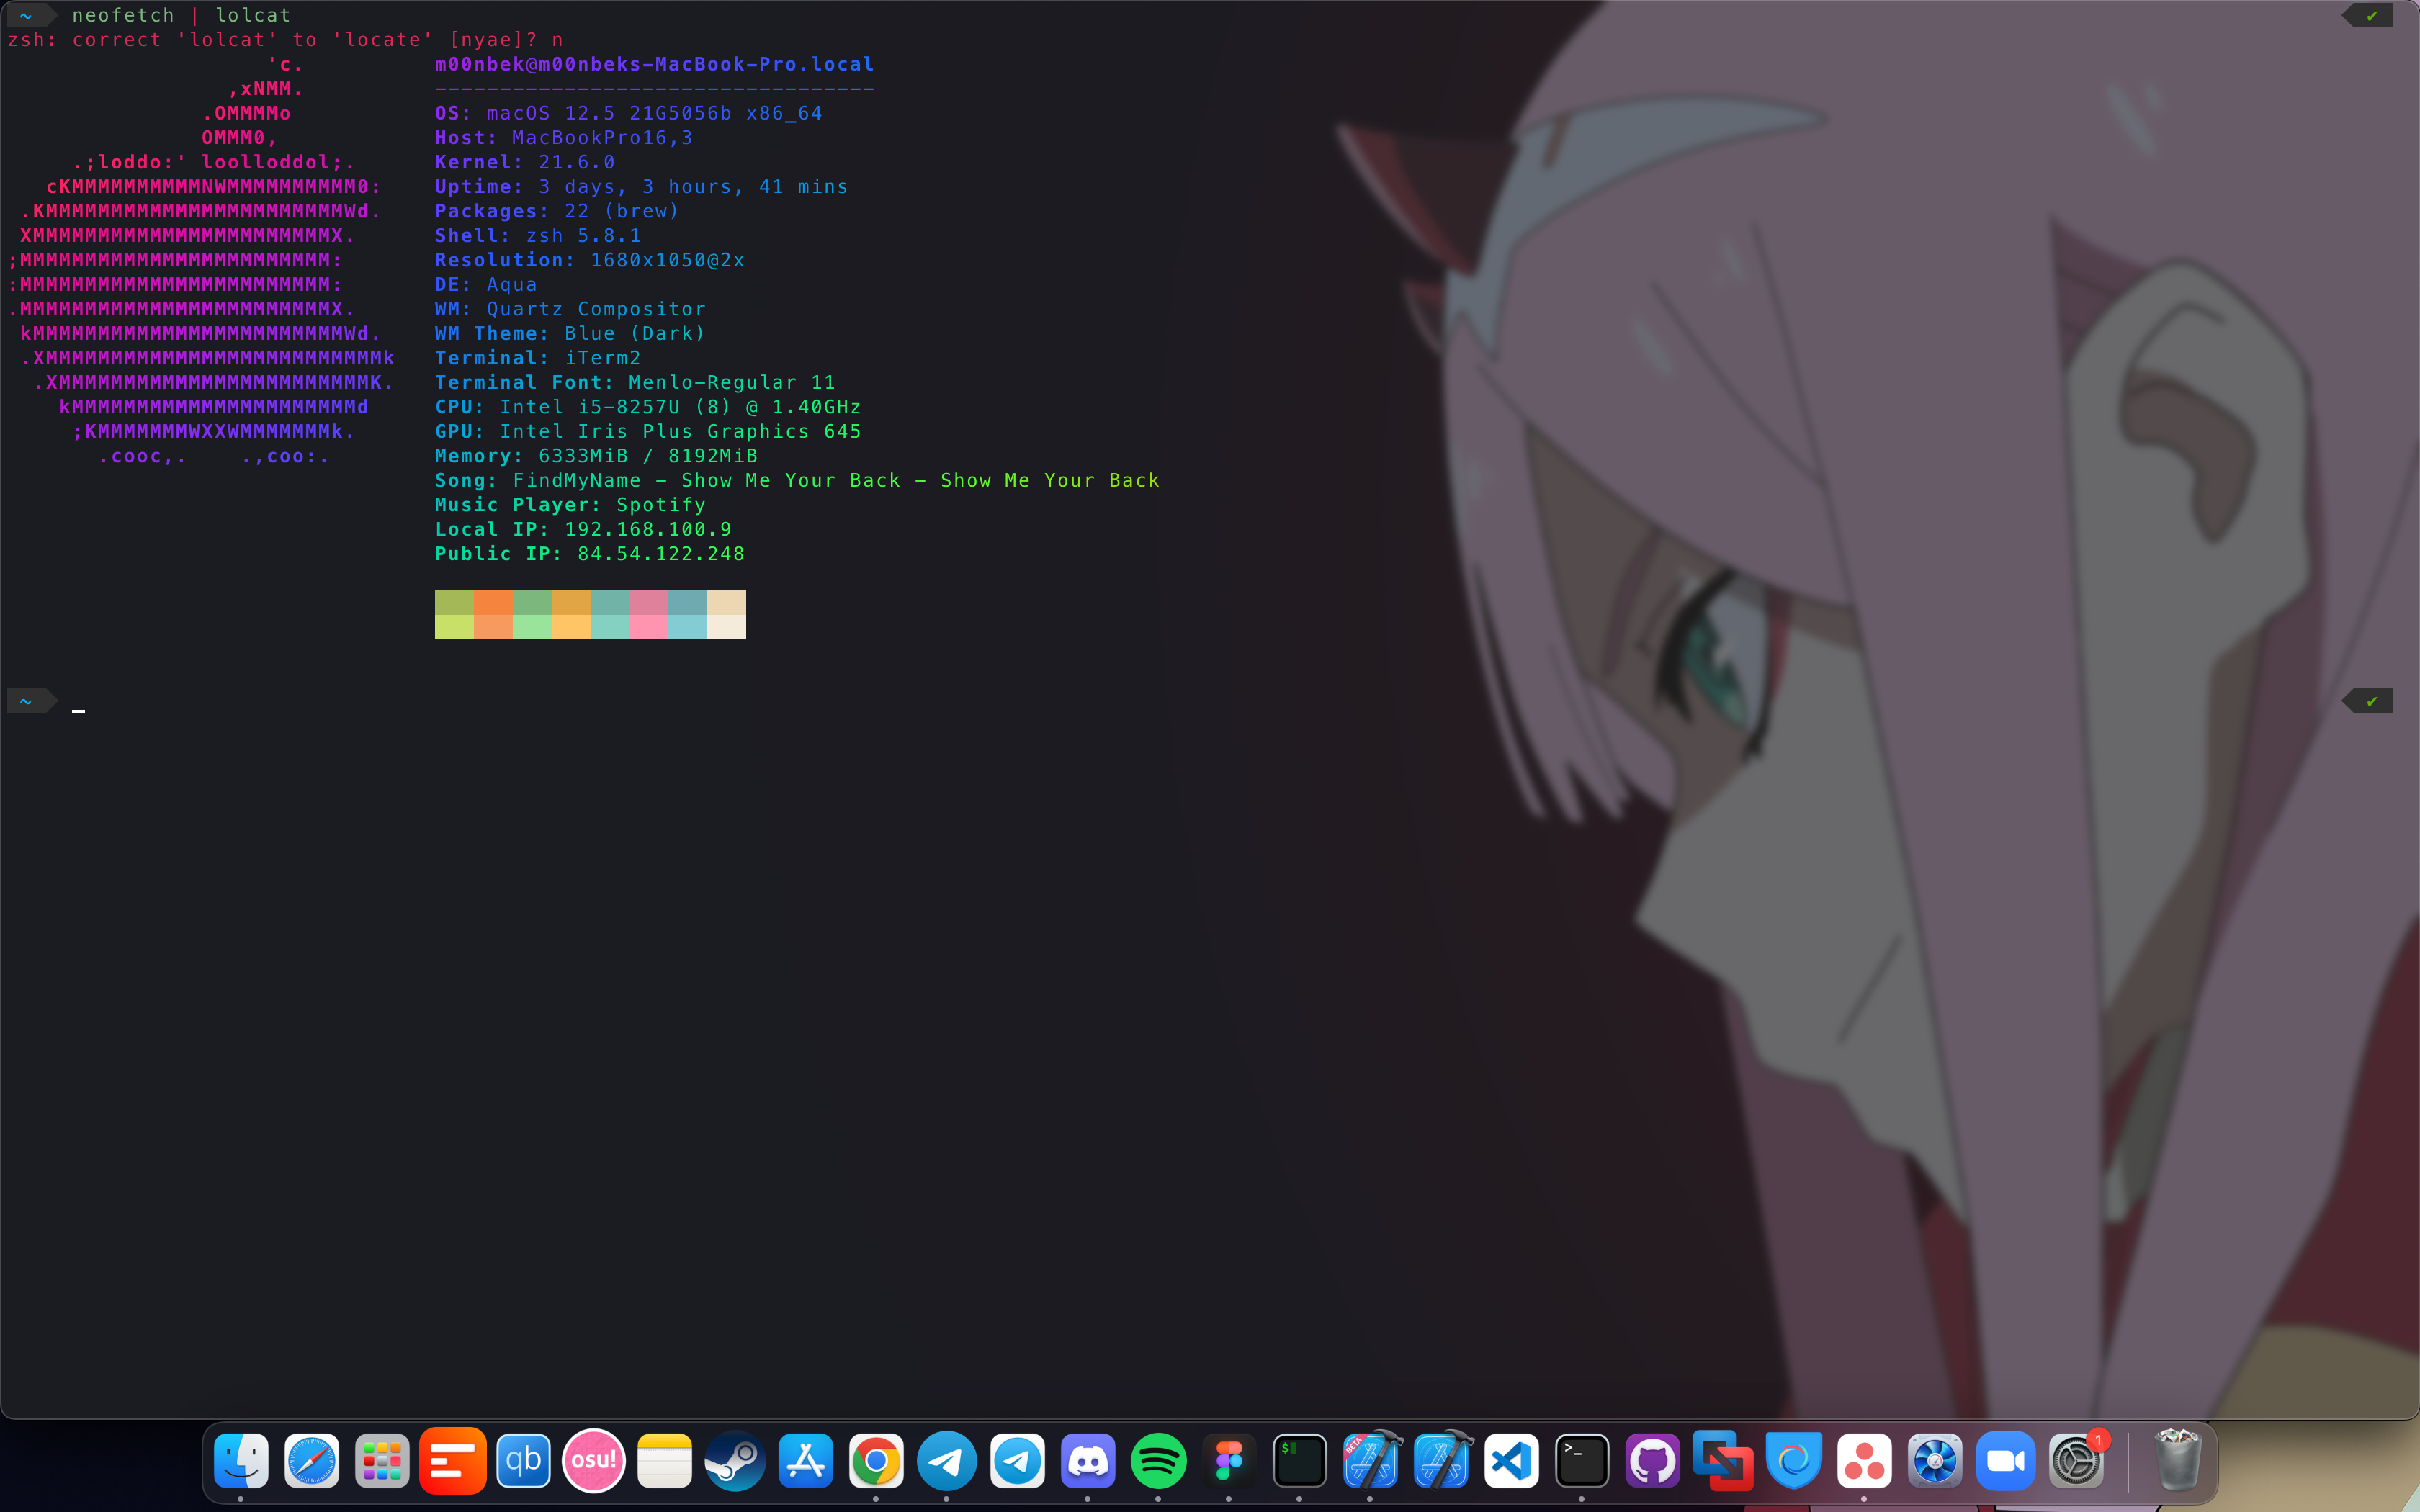 ~ neofetch | lolcat ✔
zsh: correct 'lolcat' to 'locate' [nyae]? n
'c. m00nbek@m00nbeks-MacBook-Pro.local
,xNMM. ----------------------------------
.OMMMMo OS: macOS 12.5 21G5056b x86_64
OMMM0, Host: MacBookPro16,3
.;loddo:' loolloddol;. Kernel: 21.6.0
cKMMMMMMMMMMNWMMMMMMMMMM0: Uptime: 3 days, 3 hours, 41 mins
.KMMMMMMMMMMMMMMMMMMMMMMMWd. Packages: 22 (brew)
XMMMMMMMMMMMMMMMMMMMMMMMX. Shell: zsh 5.8.1
;MMMMMMMMMMMMMMMMMMMMMMMM: Resolution: 1680x1050@2x
:MMMMMMMMMMMMMMMMMMMMMMMM: DE: Aqua
.MMMMMMMMMMMMMMMMMMMMMMMMX. WM: Quartz Compositor
kMMMMMMMMMMMMMMMMMMMMMMMMWd. WM Theme: Blue (Dark)
.XMMMMMMMMMMMMMMMMMMMMMMMMMMk Terminal: iTerm2
.XMMMMMMMMMMMMMMMMMMMMMMMMK. Terminal Font: Menlo-Regular 11
kMMMMMMMMMMMMMMMMMMMMMMd CPU: Intel i5-8257U (8) @ 1.40GHz
;KMMMMMMMWXXWMMMMMMMk. GPU: Intel Iris Plus Graphics 645
.cooc,. .,coo:. Memory: 6333MiB / 8192MiB
Song: FindMyName - Show Me Your Back - Show Me Your Back
Music Player: Spotify
Local IP: 192.168.100.9
Public IP: 84.54.122.248
~ _ ✔
qb
osu!
$
BETA
>_
1